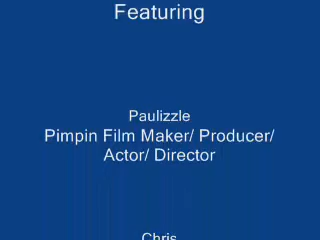 Featuring
Paulizzle
Pimpin Film Maker/ Producer/
Actor/ Director
Chris